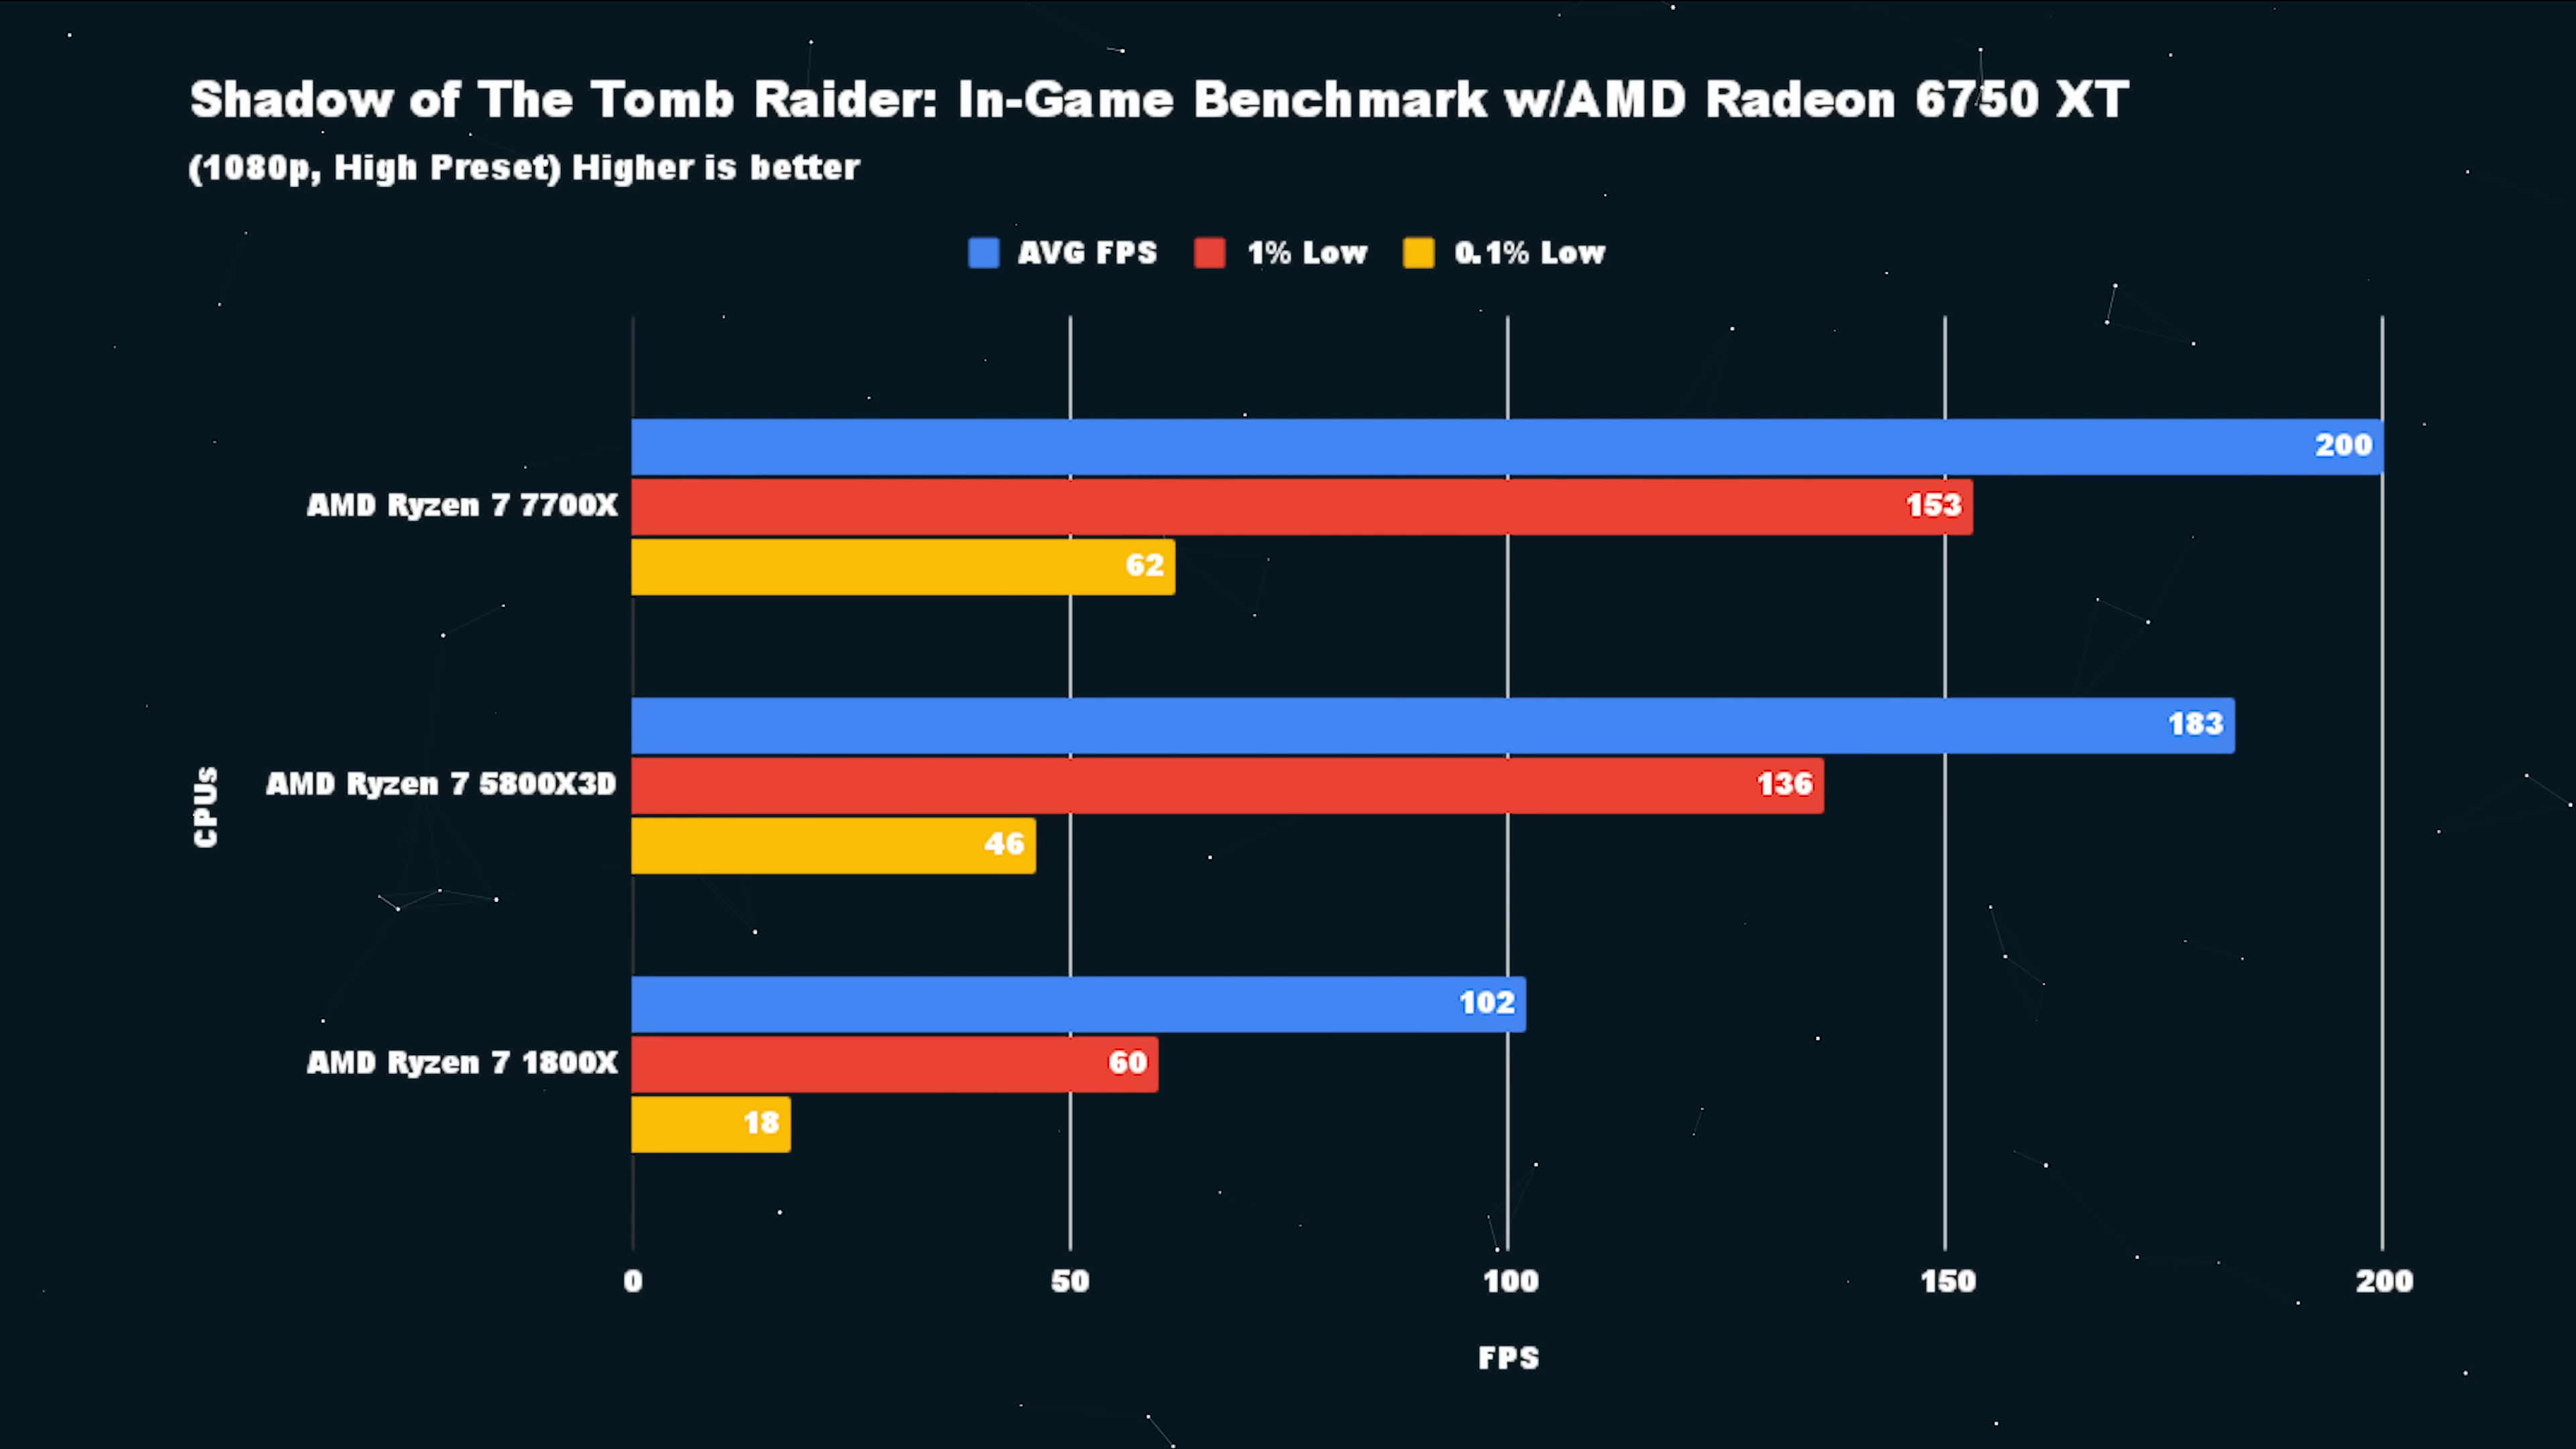 Shadow of The Tomb Raider: In-Game Benchmark w/AMD Radeon 6750 XT
(1080p, High Preset) Higher is better
AVG FPS 1% Low 0.1% Low
200
AMD Ryzen 7 7700X 153
62
183
AMD Ryzen 7 5800X3D 136
46
CPUs
102
AMD Ryzen 7 1800X 60
18
0 50 100 150 200
FPS